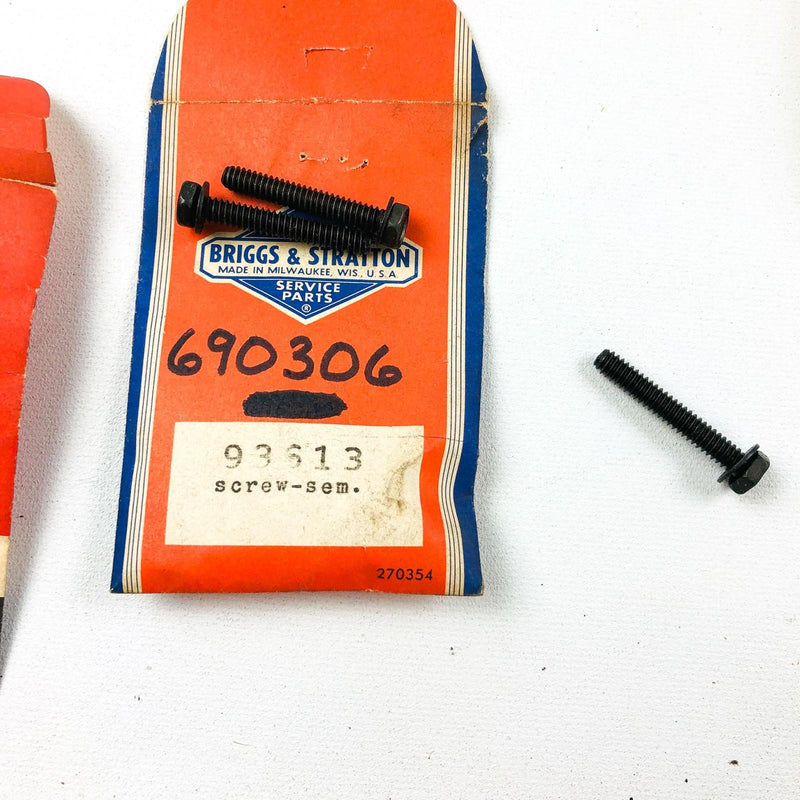 BRIGGS & STRATTON
MADE IN MILWAUKEE, WIS., U.S.A.
SERVICE
PARTS
®
690306
93613
screw-sem.
270354